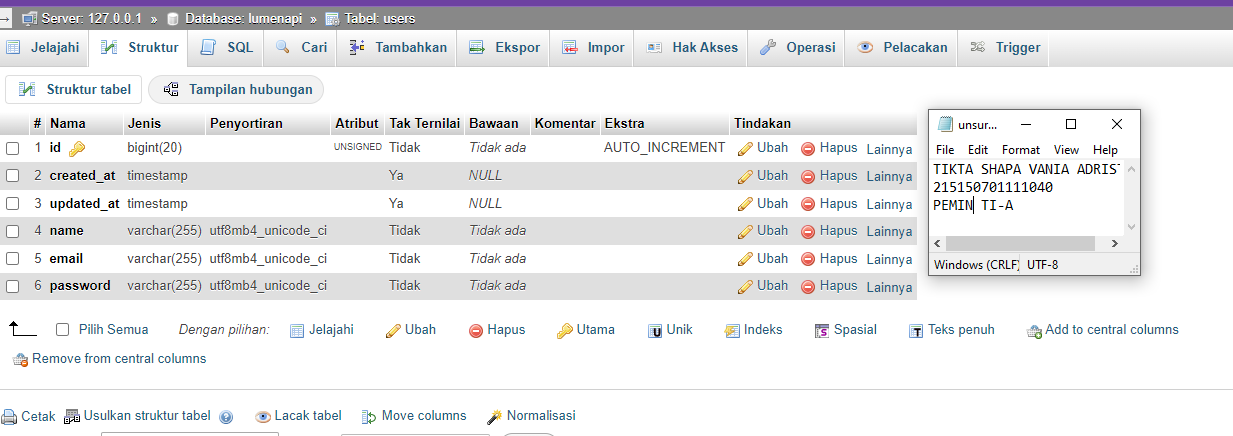 Server: 127.0.0.1 » Database: lumenapi » Tabel: users
Jelajahi Struktur SQL Cari Tambahkan Ekspor Impor Hak Akses Operasi Pelacakan Trigger
Struktur tabel Tampilan hubungan
# Nama Jenis Penyortiran Atribut Tak Ternilai Bawaan Komentar Ekstra Tindakan
1 id bigint(20) UNSIGNED Tidak Tidak ada AUTO_INCREMENT Ubah Hapus Lainnya
2 created_at timestamp Ya NULL Ubah Hapus Lainnya
3 updated_at timestamp Ya NULL Ubah Hapus Lainnya
4 name varchar(255) utf8mb4_unicode_ci Tidak Tidak ada Ubah Hapus Lainnya
5 email varchar(255) utf8mb4_unicode_ci Tidak Tidak ada Ubah Hapus Lainnya
6 password varchar(255) utf8mb4_unicode_ci Tidak Tidak ada Ubah Hapus Lainnya
Pilih Semua Dengan pilihan: Jelajahi Ubah Hapus Utama Unik Indeks Spasial Teks penuh Add to central columns
Remove from central columns
Cetak Usulkan struktur tabel Lacak tabel Move columns Normalisasi
unsur...
File Edit Format View Help
TIKTA SHAPA VANIA ADRIS
215150701111040
PEMIN TI-A
Windows (CRLF) UTF-8